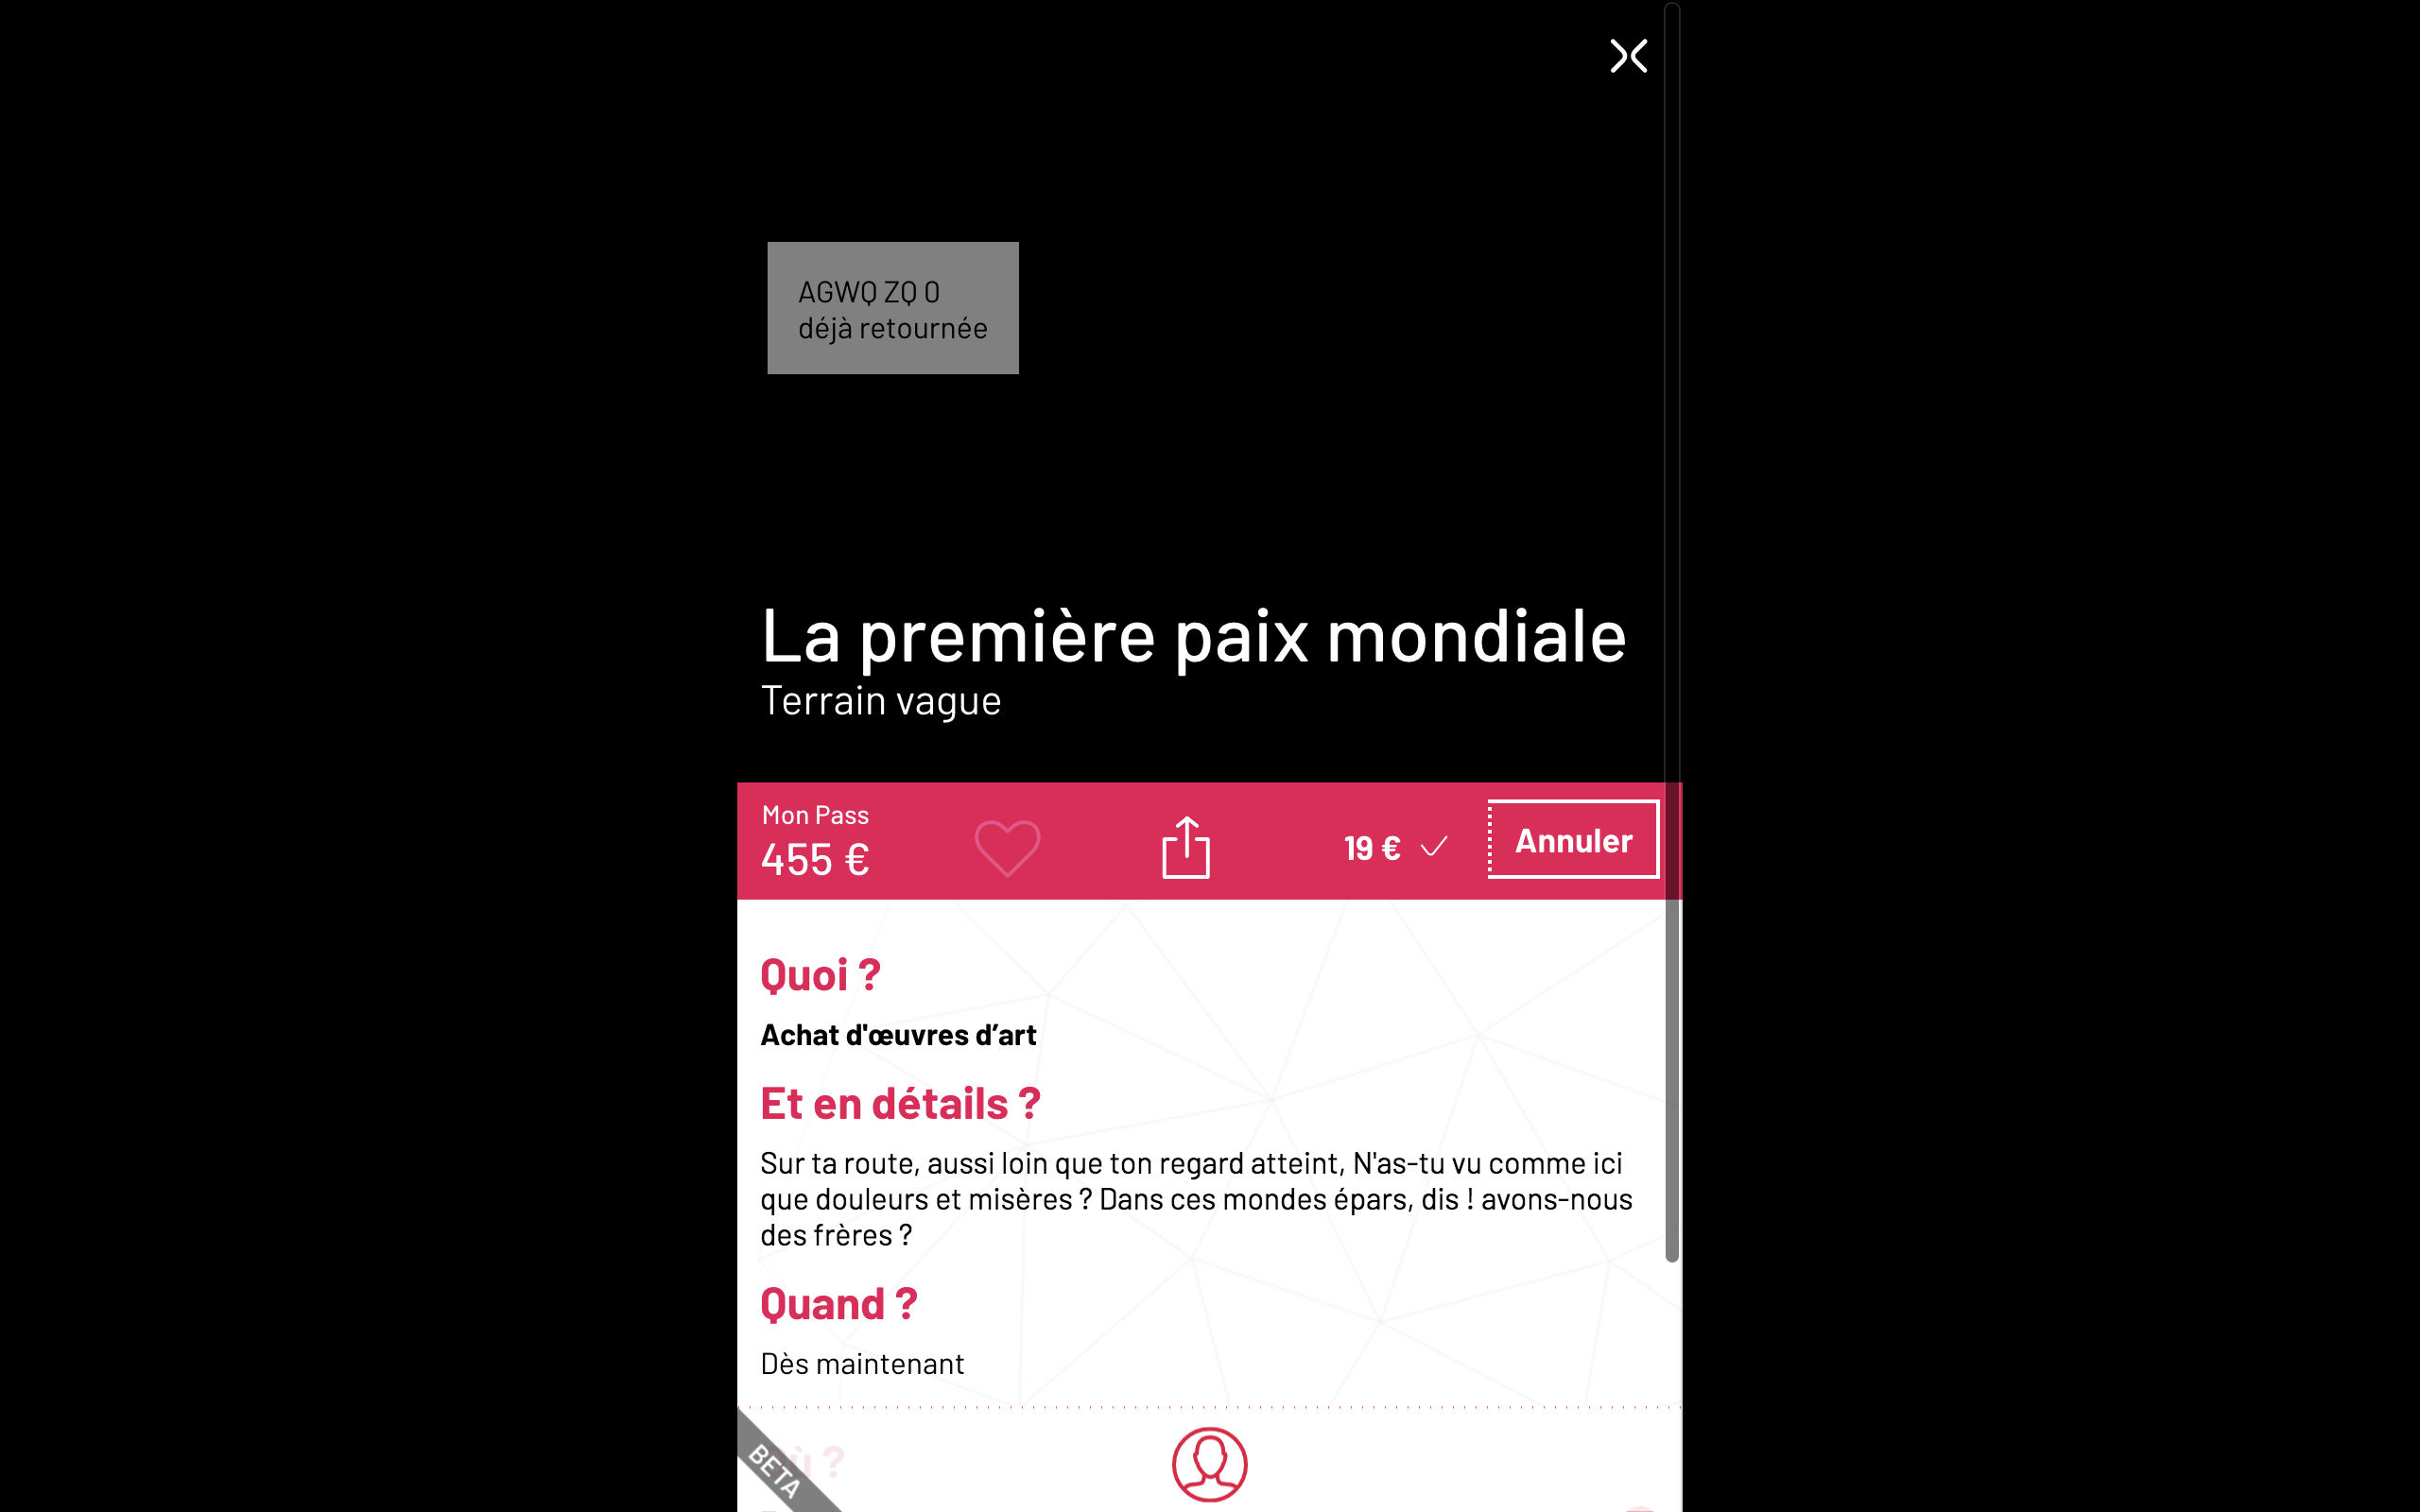 AGWQ ZQ 0
déjà retournée
La première paix mondiale
Terrain vague
Mon Pass
455 €
19 €
Annuler
Quoi ?
Achat d'œuvres d’art
Et en détails ?
Sur ta route, aussi loin que ton regard atteint, N'as-tu vu comme ici
que douleurs et misères ? Dans ces mondes épars, dis ! avons-nous
des frères ?
Quand ?
Dès maintenant
BETA